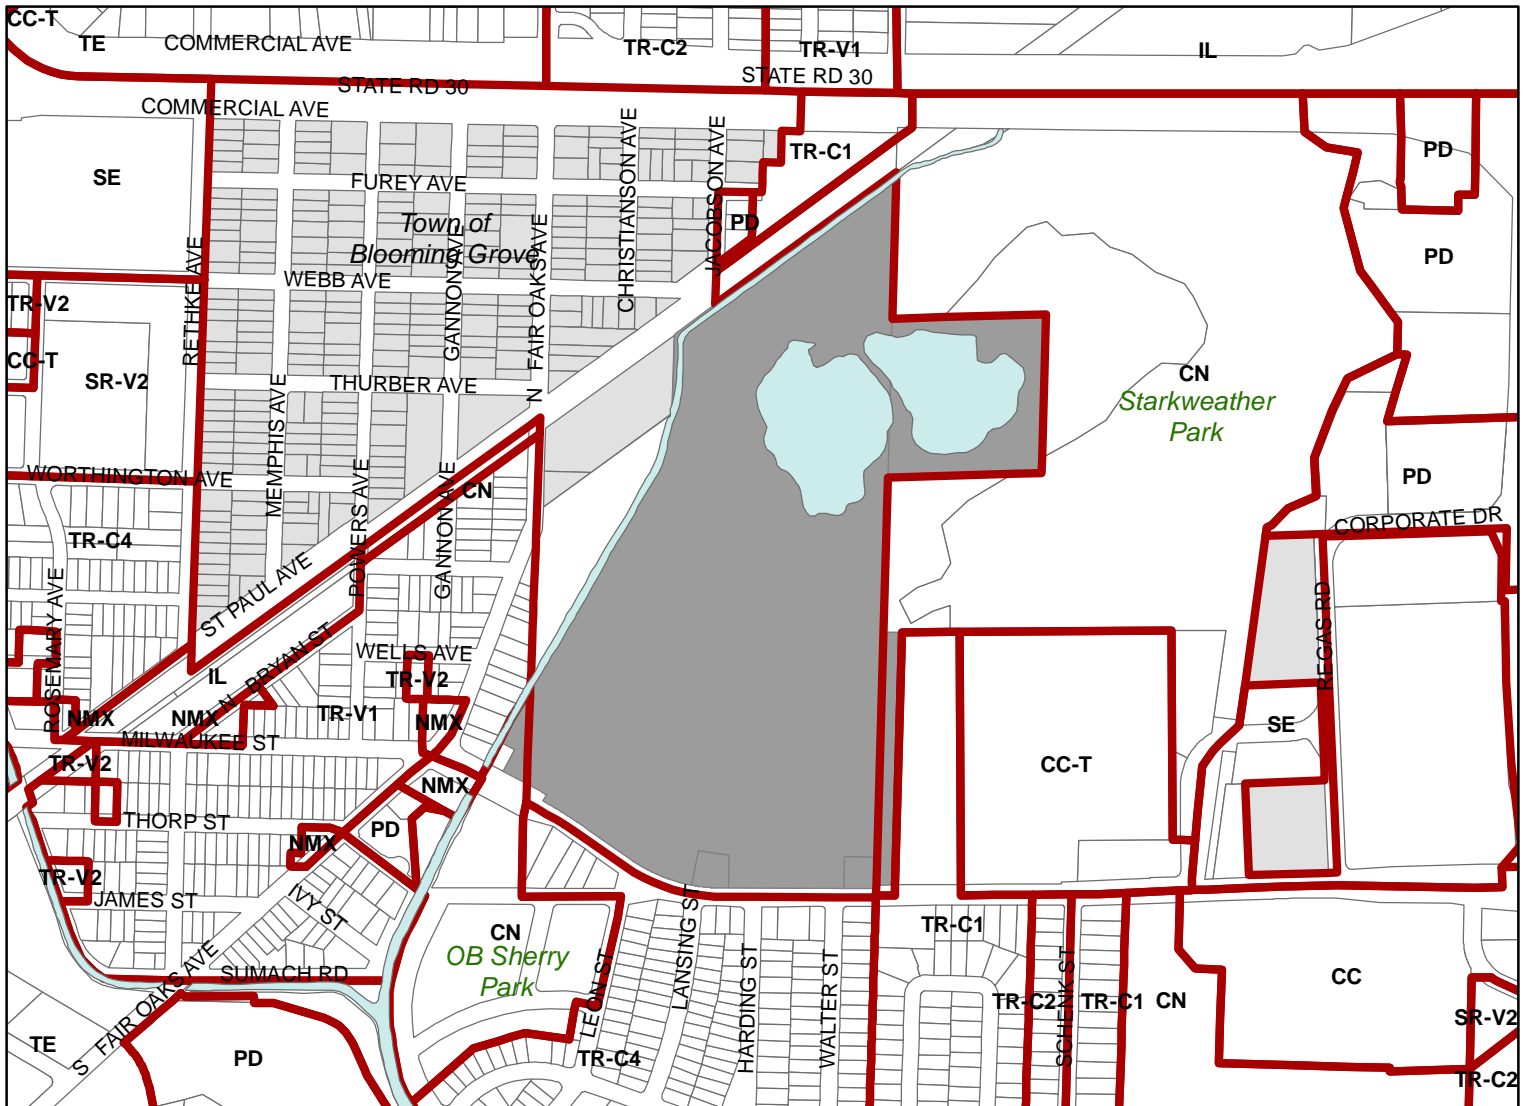 CC-T
TE
COMMERCIAL AVE
TR-C2
TR-V1
IL
STATE RD 30
STATE RD 30
COMMERCIAL AVE
CHRISTIANSON AVE
JACOBSON AVE
TR-C1
PD
SE
FUREY AVE
Town of
Blooming Grove
GANNON AVE
N FAIR OAKS AVE
PD
PD
RETHKE AVE
WEBB AVE
TR-V2
CC-T
SR-V2
THURBER AVE
MEMPHIS AVE
CN
Starkweather
Park
WORTHINGTON AVE
POWERS AVE
GANNON AVE
CN
PD
CORPORATE DR
TR-C4
ROSEMARY AVE
ST PAUL AVE
REGAS RD
N BRYAN ST
WELLS AVE
IL
TR-V2
NMX
NMX
TR-V1
NMX
SE
MILWAUKEE ST
TR-V2
NMX
CC-T
THORP ST
PD
NMX
TR-V2
JAMES ST
IVY ST
LANSING ST
TR-C1
CN
OB Sherry
Park
LEON ST
HARDING ST
WALTER ST
SCHENK ST
SUMACH RD
S FAIR OAKS AVE
TR-C2
TR-C1
CN
CC
SR-V2
TE
PD
TR-C4
TR-C2